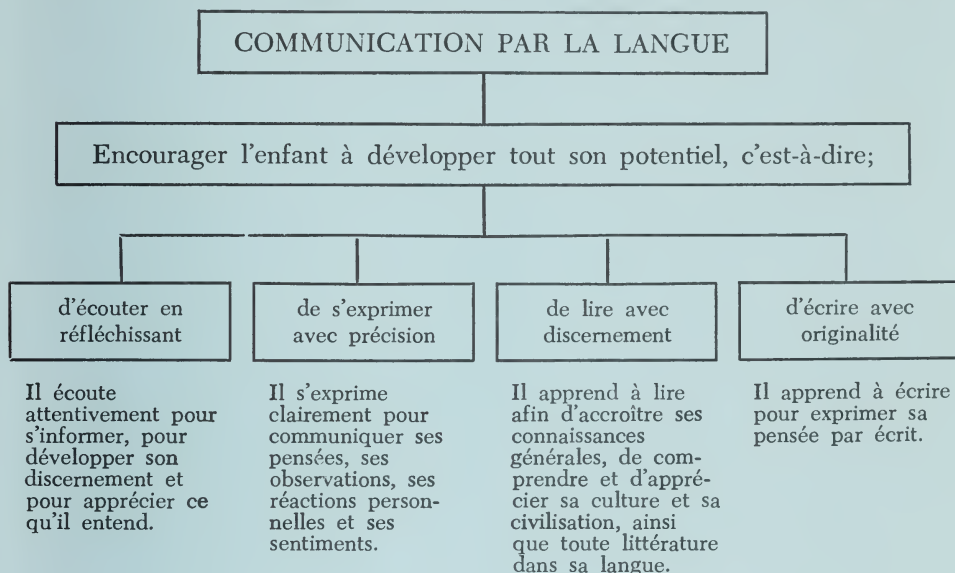 COMMUNICATION PAR LA LANGUE
Encourager l'enfant à développer tout son potentiel, c'est-à-dire;
d'écouter en
réfléchissant
Il écoute
attentivement pour
s'informer, pour
développer son
discernement et
pour apprécier ce
qu'il entend.
de s'exprimer
avec précision
Il s'exprime
clairement pour
communiquer ses
pensées, ses
observations, ses
réactions person-
nelles et ses
sentiments.
de lire avec
discernement
Il apprend à lire
afin d'accroître ses
connaissances
générales, de com-
prendre et d'appré-
cier sa culture et sa
civilisation, ainsi
que toute littérature
dans sa langue.
d'écrire avec
originalité
Il apprend à écrire
pour exprimer sa
pensée par écrit.